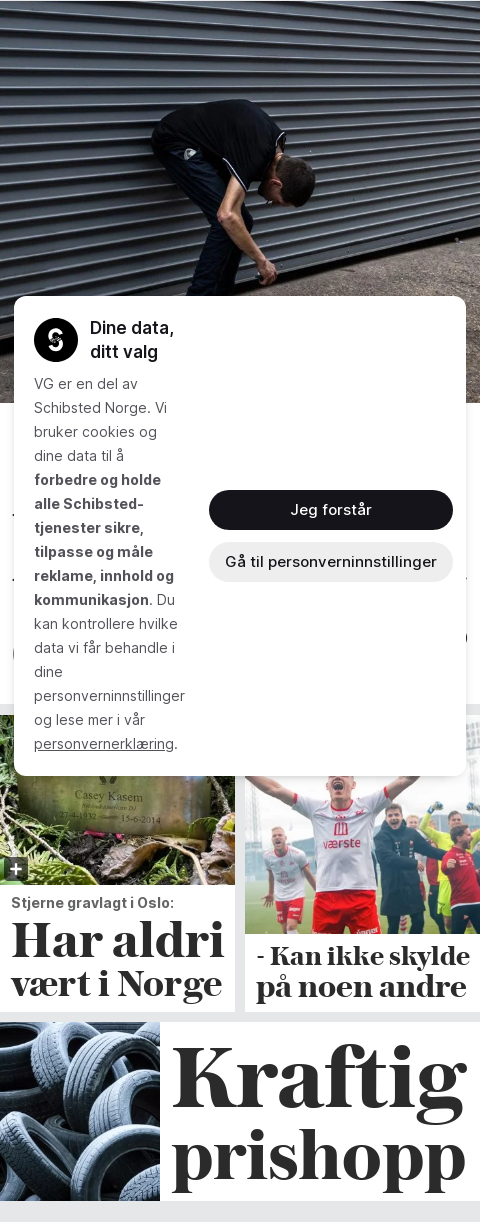 Dine data,
ditt valg
VG er en del av
Schibsted Norge. Vi
bruker cookies og
dine data til å
forbedre og holde
alle Schibsted-
tjenester sikre,
tilpasse og måle
reklame, innhold og
kommunikasjon. Du
kan kontrollere hvilke
data vi får behandle i
dine
personverninnstillinger
og lese mer i vår
personvernerklæring.
Jeg forstår
Gå til personverninnstillinger
Casey Kasem
27-4-1932
15-6-2014
Stjerne gravlagt i Oslo:
Har aldri
vært i Norge
værste
- Kan ikke skylde
på noen andre
Kraftig
prishopp